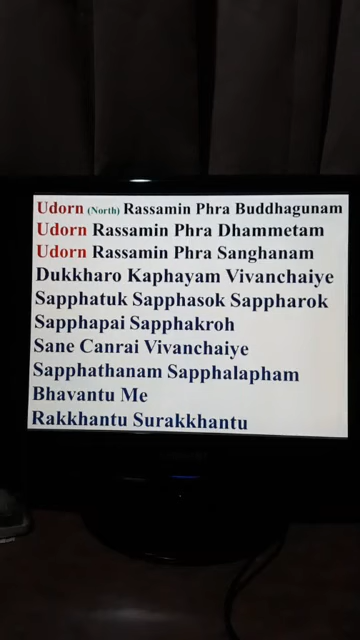 Udorn (North) Rassamin Phra Buddhagunam
Udorn Rassamin Phra Dhammetam
Udorn Rassamin Phra Sanghanam
Dukkharo Kaphayam Vivanchaiye
Sapphatuk Sapphasok Sappharok
Sapphapai Sapphakroh
Sane Canrai Vivanchaiye
Sapphathanam Sapphalapham
Bhavantu Me
Rakkhantu Surakkhantu